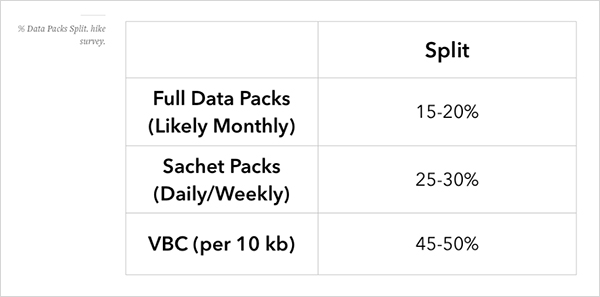 % Data Packs Split. hike
survey.
Split
Full Data Packs
(Likely Monthly)
15-20%
Sachet Packs
(Daily/Weekly)
25-30%
VBC (per 10 kb)
45-50%